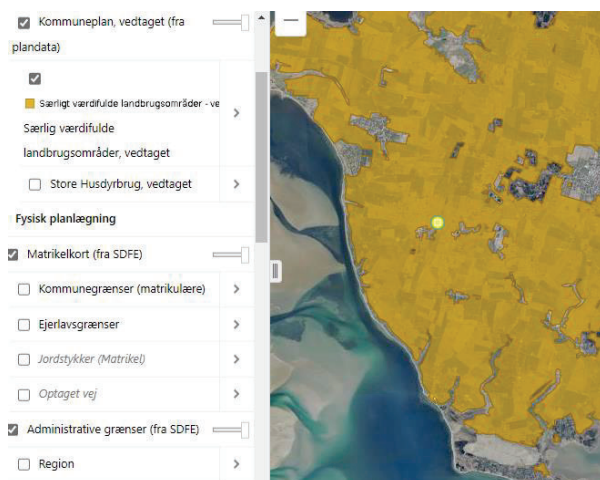 Kommuneplan, vedtaget (fra
plandata)
Særligt værdifulde landbrugsområder - ve
Særlig værdifulde
landbrugsområder, vedtaget
Store Husdyrbrug, vedtaget
Fysisk planlægning
Matrikelkort (fra SDFE)
Kommunegrænser (matrikulære)
Ejerlavsgrænser
Jordstykker (Matrikel)
Optaget vej
Administrative grænser (fra SDFE)
Region